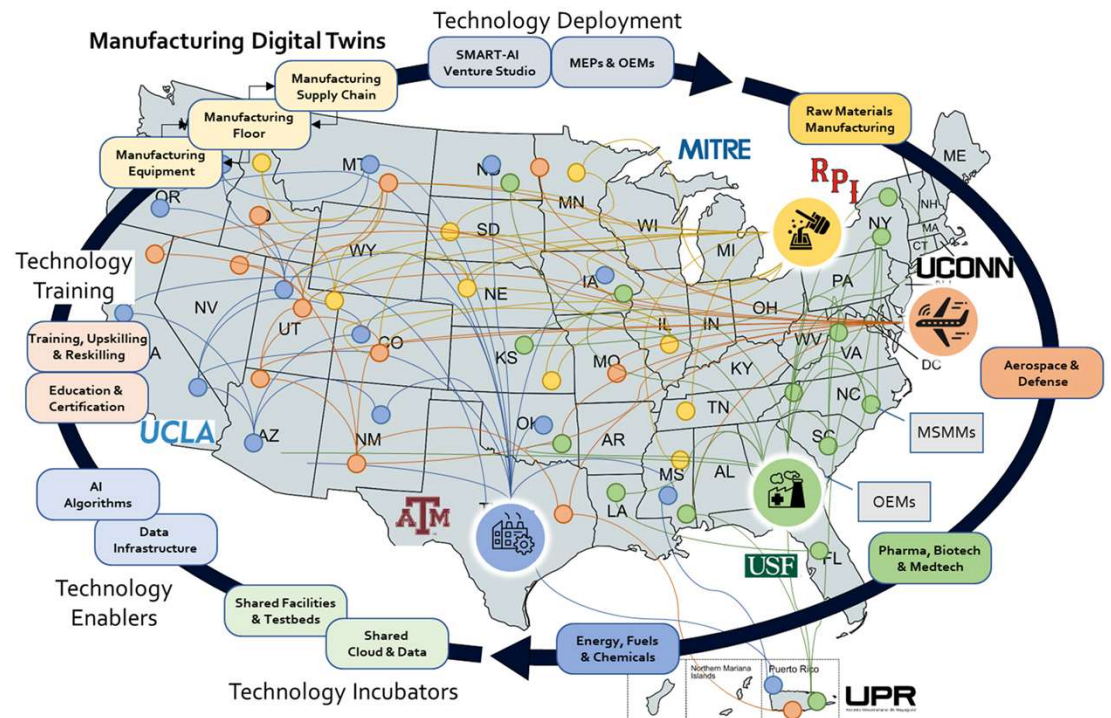 Technology Deployment
Manufacturing Digital Twins
SMART-AI
Venture Studio
MEPs & OEMs
Manufacturing
Supply Chain
Manufacturing
Floor
Manufacturing
Equipment
Raw Materials
Manufacturing
MITRE
RPI
ME
MT
MN
OR
NH
NY
MA
WI
SD
MI
CT
WY
UCONN
PA
Technology
Training
IA
NE
OH
NV
IL
IN
UT
WV
CO
VA
DC
KS
MO
KY
Training, Upskilling
& Reskilling
Aerospace &
Defense
Education &
Certification
NC
TN
MSMMs
UCLA
AZ
NM
OK
AR
SC
MS
AL
AI
Algorithms
OEMs
ATM
LA
Data
Infrastructure
Pharma, Biotech
& Medtech
FL
USF
Technology
Enablers
Shared Facilities
& Testbeds
Shared
Cloud & Data
Energy, Fuels
& Chemicals
Northern Mariana
Islands
Puerto Rico
Technology Incubators
UPR